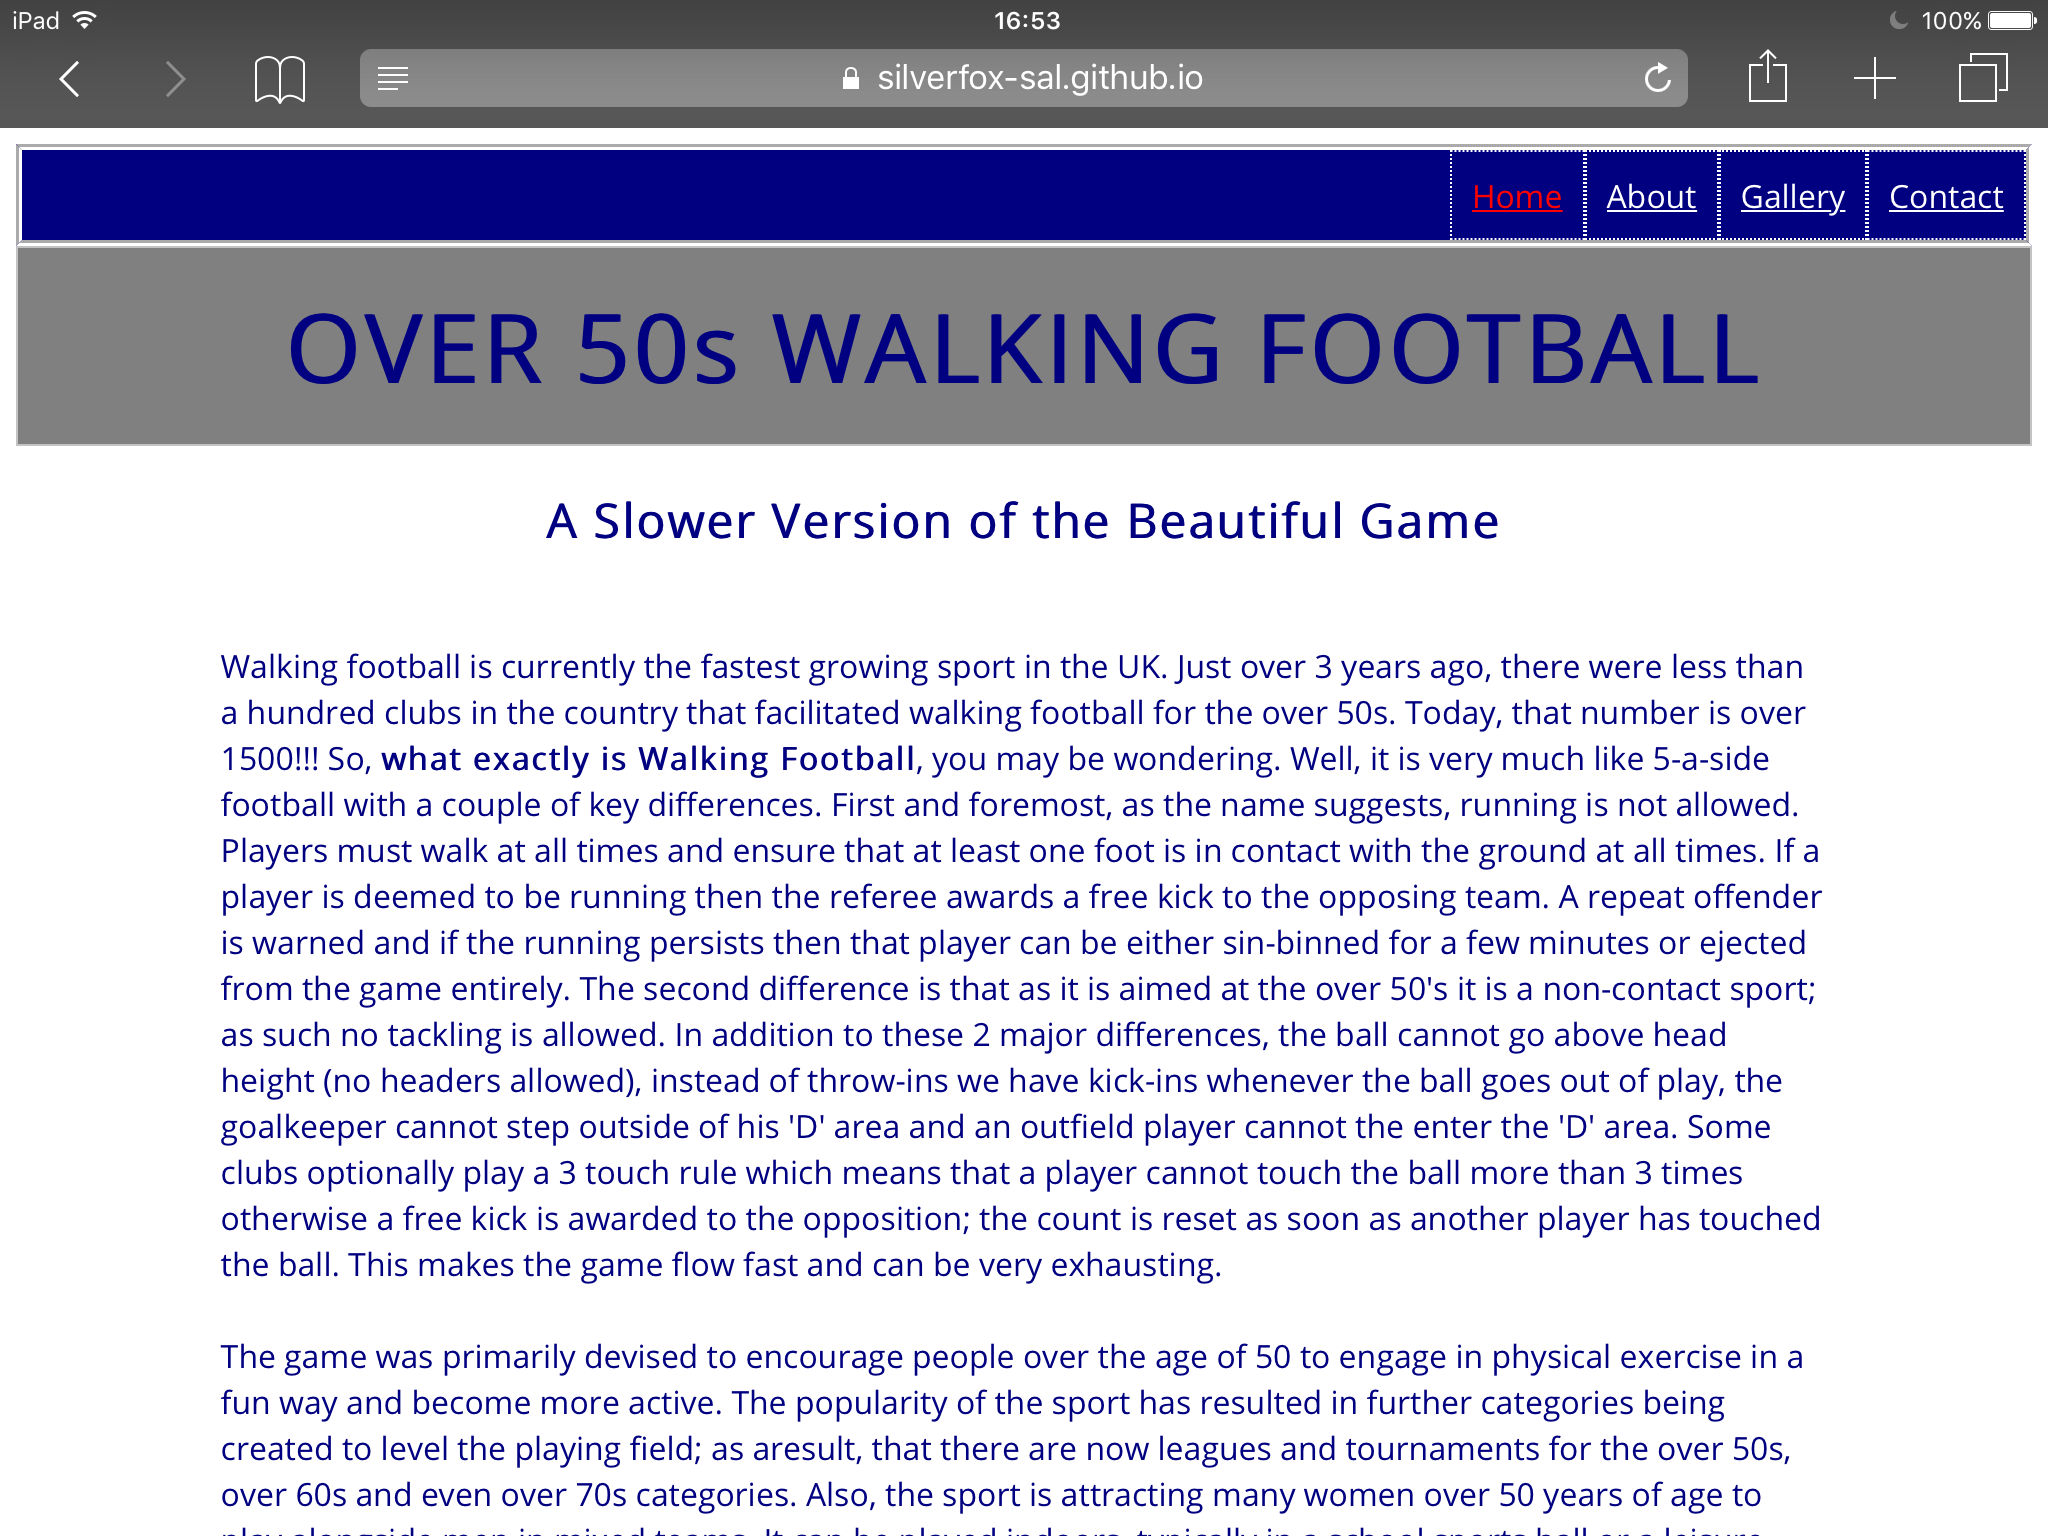 iPad 16:53 100%
silverfox-sal.github.io
Home About Gallery Contact
OVER 50s WALKING FOOTBALL
A Slower Version of the Beautiful Game
Walking football is currently the fastest growing sport in the UK. Just over 3 years ago, there were less than
a hundred clubs in the country that facilitated walking football for the over 50s. Today, that number is over
1500!!! So, what exactly is Walking Football, you may be wondering. Well, it is very much like 5-a-side
football with a couple of key differences. First and foremost, as the name suggests, running is not allowed.
Players must walk at all times and ensure that at least one foot is in contact with the ground at all times. If a
player is deemed to be running then the referee awards a free kick to the opposing team. A repeat offender
is warned and if the running persists then that player can be either sin-binned for a few minutes or ejected
from the game entirely. The second difference is that as it is aimed at the over 50's it is a non-contact sport;
as such no tackling is allowed. In addition to these 2 major differences, the ball cannot go above head
height (no headers allowed), instead of throw-ins we have kick-ins whenever the ball goes out of play, the
goalkeeper cannot step outside of his 'D' area and an outfield player cannot the enter the 'D' area. Some
clubs optionally play a 3 touch rule which means that a player cannot touch the ball more than 3 times
otherwise a free kick is awarded to the opposition; the count is reset as soon as another player has touched
the ball. This makes the game flow fast and can be very exhausting.
The game was primarily devised to encourage people over the age of 50 to engage in physical exercise in a
fun way and become more active. The popularity of the sport has resulted in further categories being
created to level the playing field; as aresult, that there are now leagues and tournaments for the over 50s,
over 60s and even over 70s categories. Also, the sport is attracting many women over 50 years of age to
play alongside men in mixed teams. It can be played indoors, typically in a school sports hall or a leisure